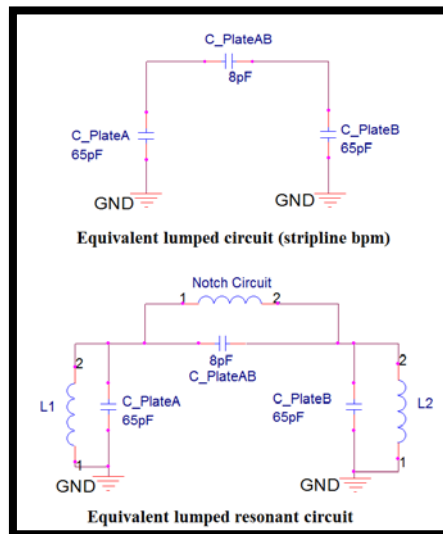 C_PlateAB
8pF
C_PlateA
65pF
C_PlateB
65pF
GND
GND
Equivalent lumped circuit (stripline bpm)
Notch Circuit
1
2
8pF
C_PlateAB
2
L1
1
C_PlateA
65pF
C_PlateB
65pF
2
L2
1
GND
GND
Equivalent lumped resonant circuit